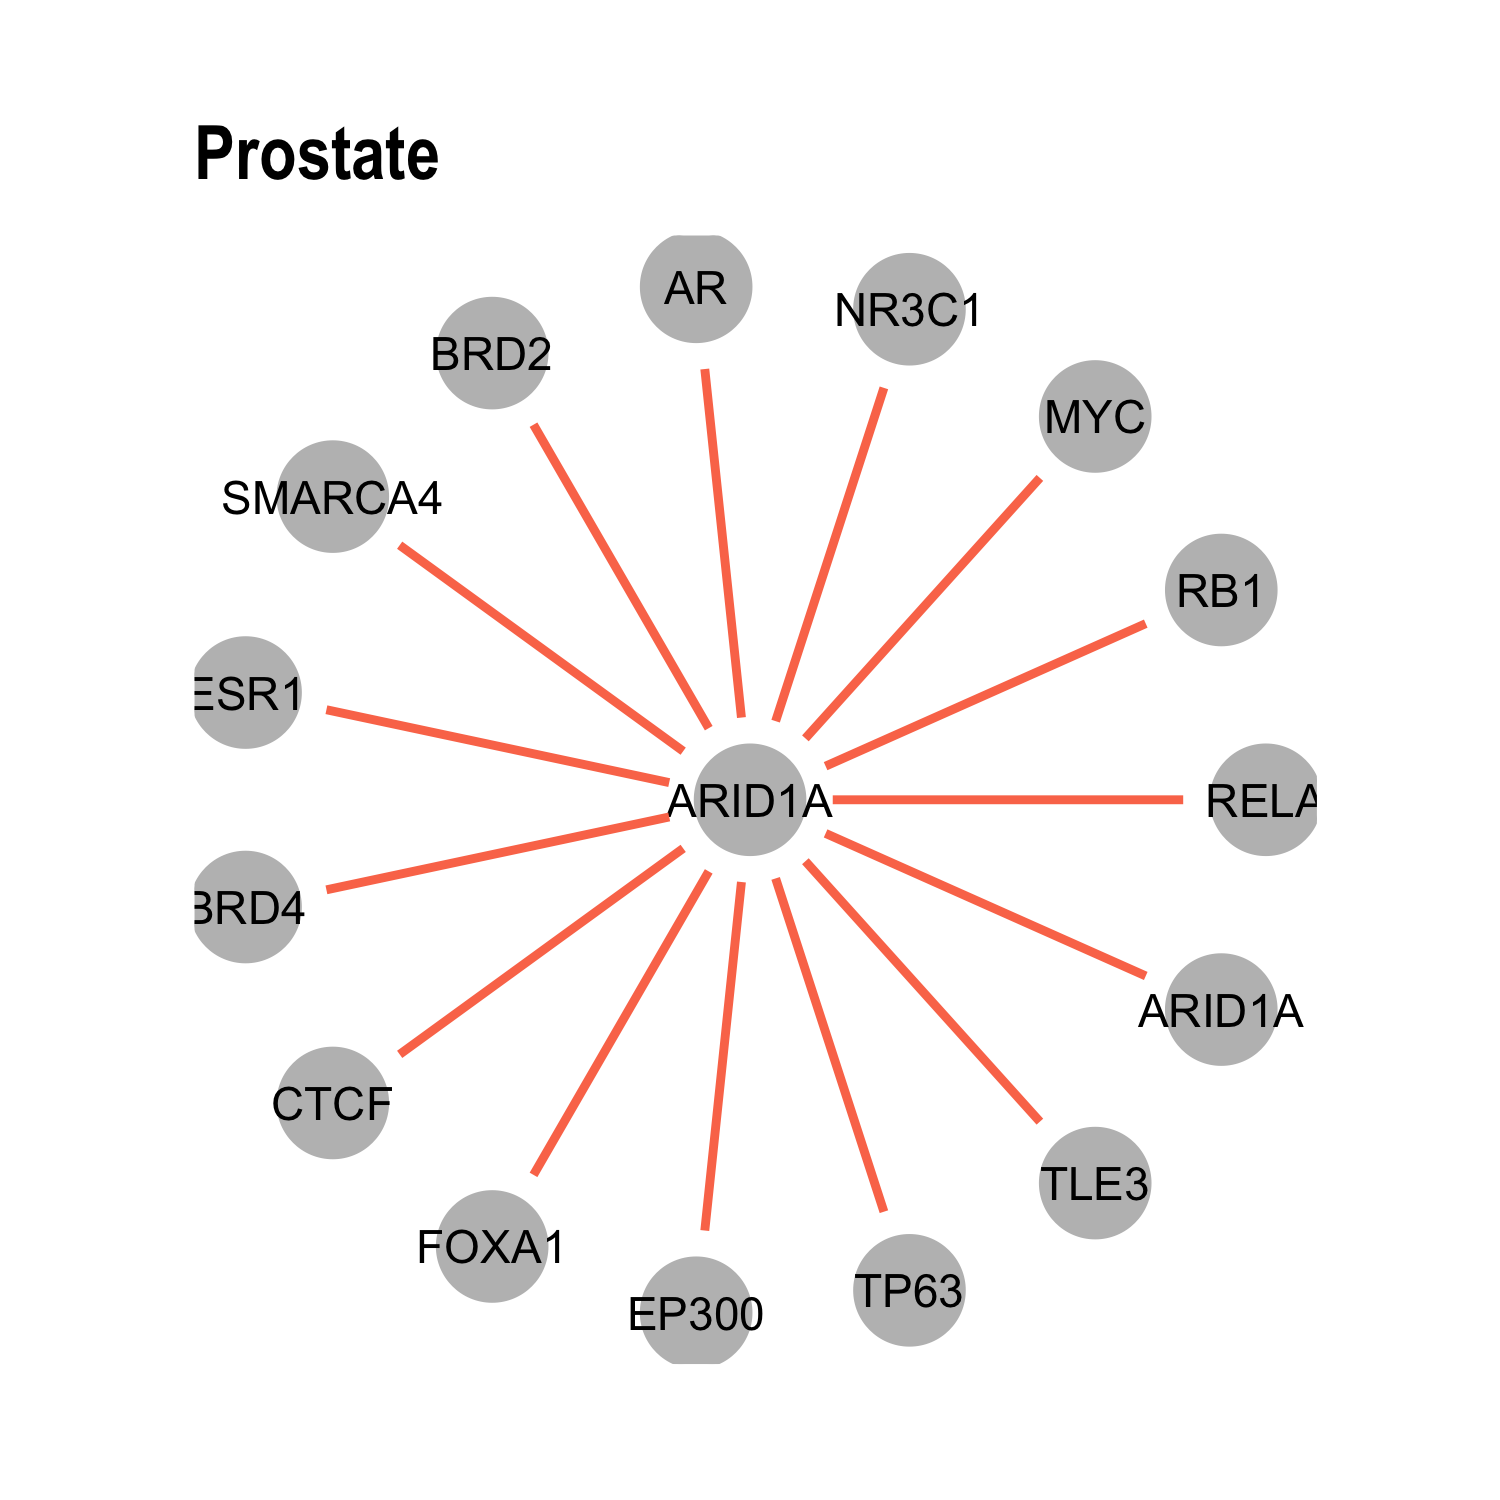 Prostate
AR
NR3C1
BRD2
MYC
SMARCA4
RB1
ESR1
ARID1A
RELA
BRD4
ARID1A
CTCF
TLE3
FOXA1
TP63
EP300